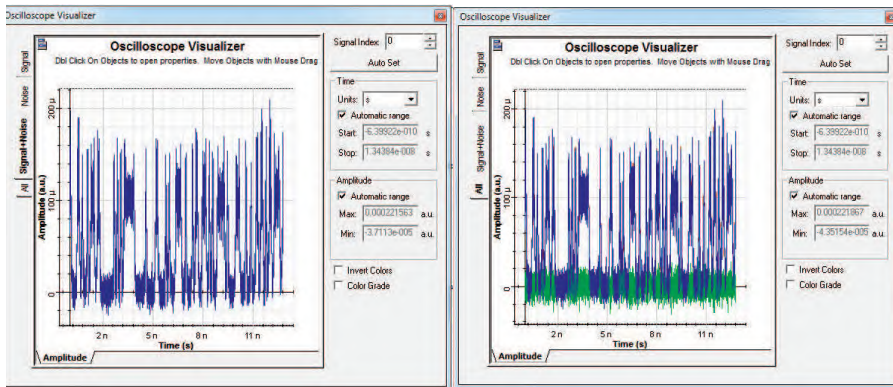 Oscilloscope Visualizer
Oscilloscope Visualizer
Dbl Click On Objects to open properties. Move Objects with Mouse Drag
Signal
Noise
Signal+Noise
All
Amplitude (a.u.)
200 µ
100 µ
0
2 n
5 n
8 n
11 n
Time (s)
Amplitude
Signal Index: 0
Auto Set
Time
Units: s
Automatic range
Start: -6.39922e-010 s
Stop: 1.34384e-008 s
Amplitude
Automatic range
Max: 0.000221563 a.u.
Min: -3.7113e-005 a.u.
Invert Colors
Color Grade
Oscilloscope Visualizer
Oscilloscope Visualizer
Dbl Click On Objects to open properties. Move Objects with Mouse Drag
Signal
Noise
Signal+Noise
All
Amplitude (a.u.)
200 µ
100 µ
0
2 n
5 n
8 n
11 n
Time (s)
Amplitude
Signal Index: 0
Auto Set
Time
Units: s
Automatic range
Start: -6.39922e-010 s
Stop: 1.34384e-008 s
Amplitude
Automatic range
Max: 0.000221867 a.u.
Min: -4.35154e-005 a.u.
Invert Colors
Color Grade